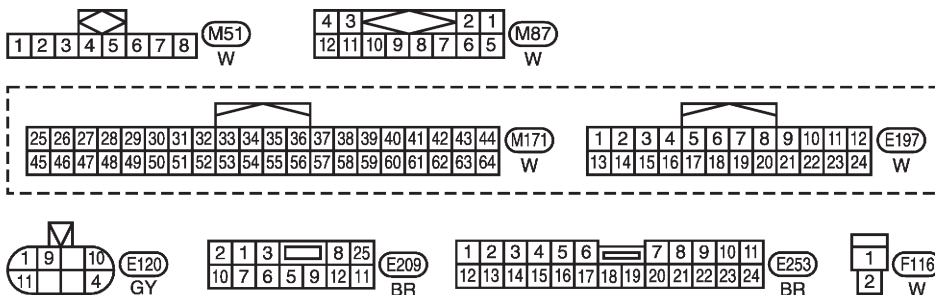 4 3 2 1
1 2 3 4 5 6 7 8 M51
12 11 10 9 8 7 6 5 M87
W
W
25 26 27 28 29 30 31 32 33 34 35 36 37 38 39 40 41 42 43 44 M171
45 46 47 48 49 50 51 52 53 54 55 56 57 58 59 60 61 62 63 64
W
1 2 3 4 5 6 7 8 9 10 11 12 E197
13 14 15 16 17 18 19 20 21 22 23 24
W
1 9 10
11 4
E120
GY
2 1 3 8 25
10 7 6 5 9 12 11
E209
BR
1 2 3 4 5 6 7 8 9 10 11
12 13 14 15 16 17 18 19 20 21 22 23 24
E253
BR
1
2
F116
W